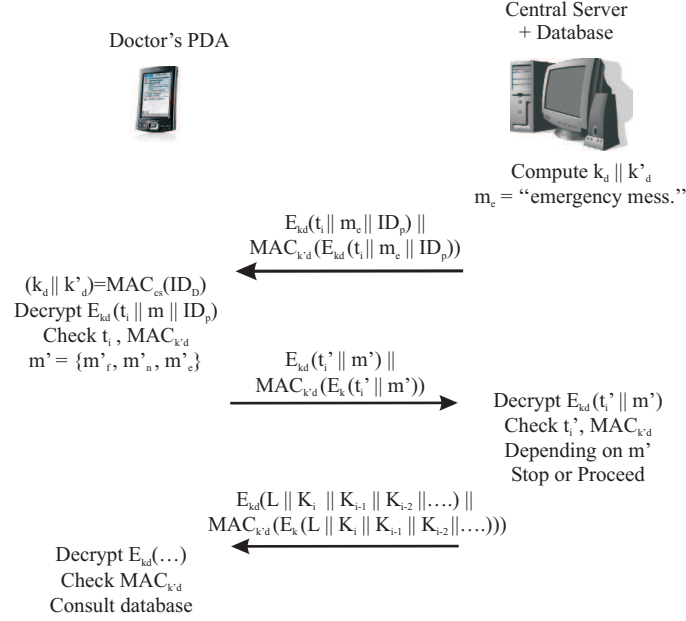 Central Server
+ Database
Doctor's PDA
Compute k_d || k'_d
m_e = “emergency mess.”
E_kd(t_i || m_e || ID_p) ||
MAC_k'd(E_kd(t_i || m_e || ID_p))
(k_d || k'_d)=MAC_cs(ID_D)
Decrypt E_kd(t_i || m || ID_p)
Check t_i , MAC_k'd
m' = {m'_f, m'_n, m'_e}
E_kd(t_i' || m') ||
MAC_k'd(E_k(t_i' || m'))
Decrypt E_kd(t_i' || m')
Check t_i', MAC_k'd
Depending on m'
Stop or Proceed
E_kd(L || K_i || K_i-1 || K_i-2 ||....) ||
MAC_k'd(E_k(L || K_i || K_i-1 || K_i-2||....)))
Decrypt E_kd(...)
Check MAC_k'd
Consult database